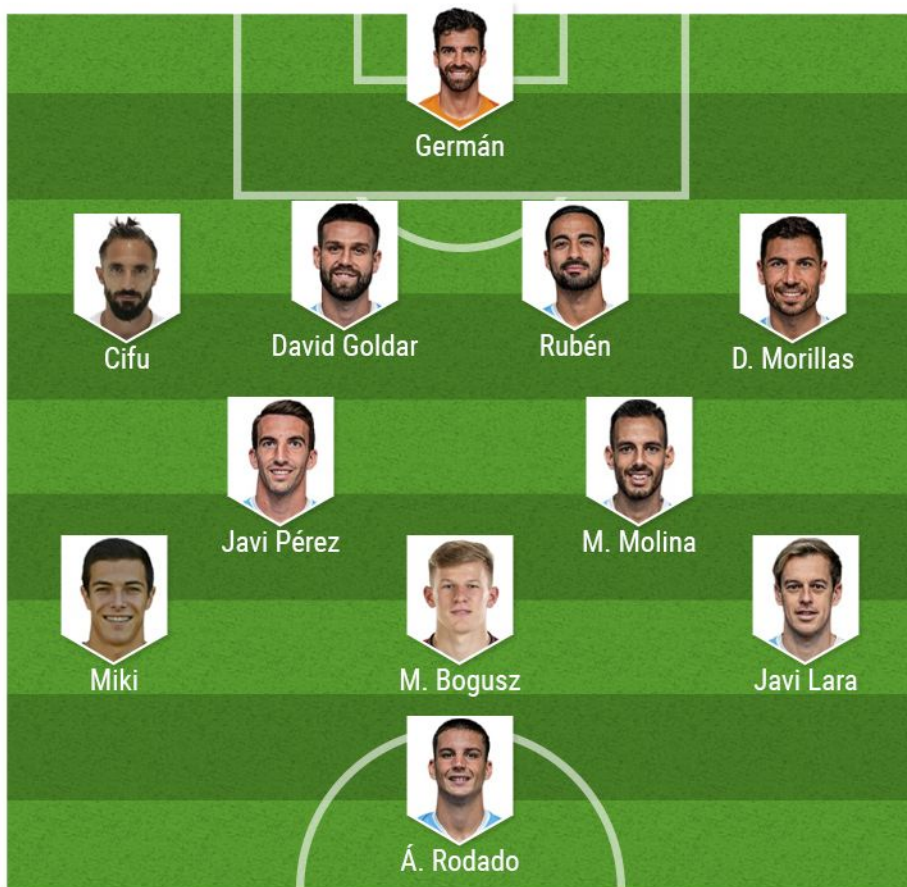 Germán
Cifu
David Goldar
Rubén
D. Morillas
Javi Pérez
M. Molina
Miki
M. Bogusz
Javi Lara
Á. Rodado